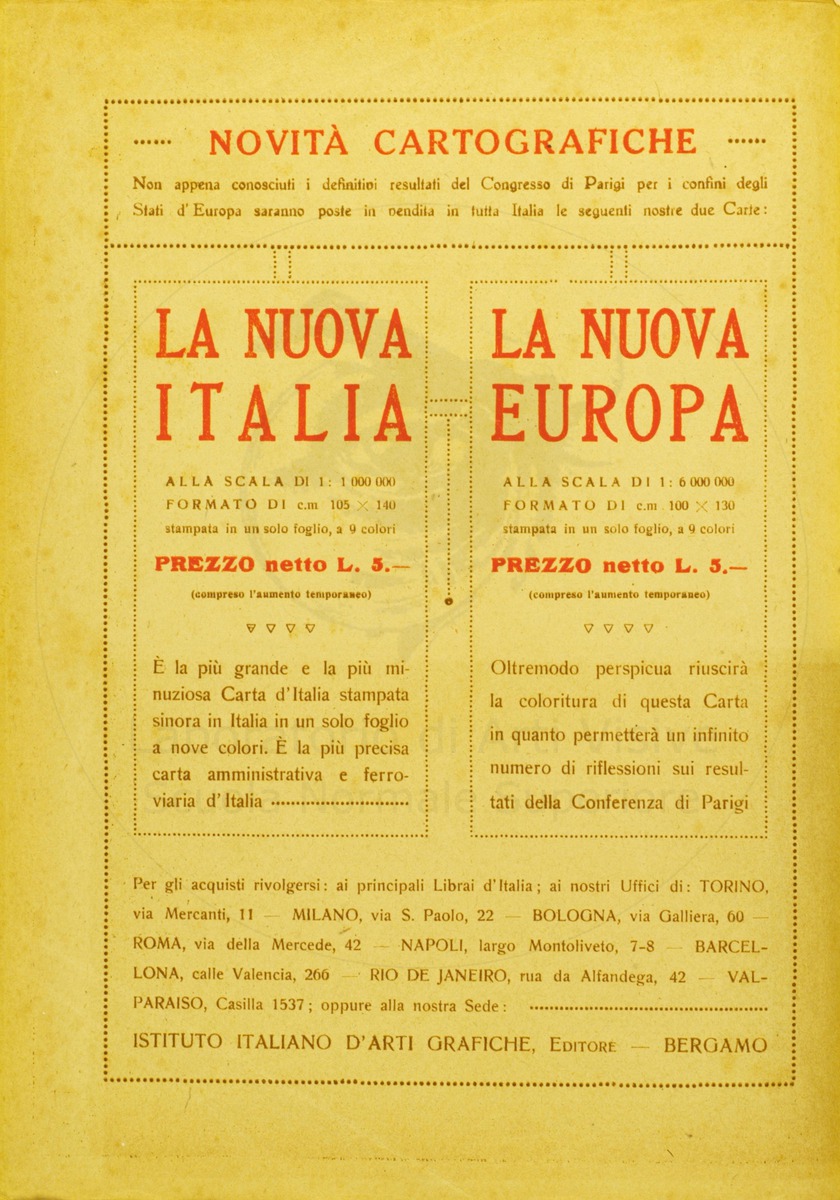 NOVITÀ CARTOGRAFICHE
Non appena conosciuti i definitivi resultati del Congresso di Parigi per i confini degli
Stati d'Europa saranno poste in vendita in tutta Italia le seguenti nostre due Carte:
LA NUOVA
ITALIA
ALLA SCALA DI 1: 1 000 000
FORMATO DI c.m 105 × 140
stampata in un solo foglio, a 9 colori
PREZZO netto L. 5.—
(compreso l'aumento temporaneo)
È la più grande e la più mi-
nuziosa Carta d'Italia stampata
sinora in Italia in un solo foglio
a nove colori. È la più precisa
carta amministrativa e ferro-
viaria d'Italia
LA NUOVA
EUROPA
ALLA SCALA DI 1: 6 000 000
FORMATO DI c.m. 100 × 130
stampata in un solo foglio, a 9 colori
PREZZO netto L. 5.—
(compreso l'aumento temporaneo)
Oltremodo perspicua riuscirà
la coloritura di questa Carta
in quanto permetterà un infinito
numero di riflessioni sui resul-
tati della Conferenza di Parigi
Per gli acquisti rivolgersi: ai principali Librai d'Italia; ai nostri Uffici di: TORINO,
via Mercanti, 11 — MILANO, via S. Paolo, 22 — BOLOGNA, via Galliera, 60 —
ROMA, via della Mercede, 42 — NAPOLI, largo Montoliveto, 7-8 — BARCEL-
LONA, calle Valencia, 266 — RIO DE JANEIRO, rua da Alfandega, 42 — VAL-
PARAISO, Casilla 1537; oppure alla nostra Sede:
ISTITUTO ITALIANO D'ARTI GRAFICHE, EDITORE — BERGAMO